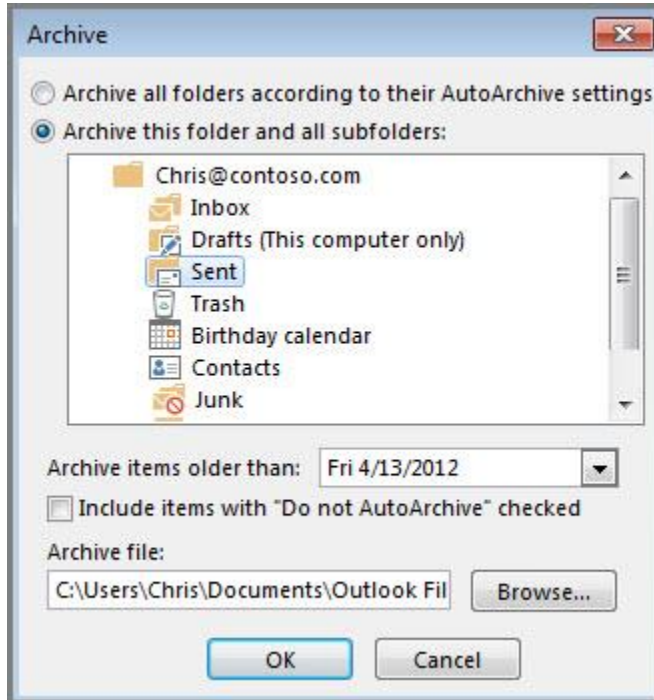 Archive
Archive all folders according to their AutoArchive settings
Archive this folder and all subfolders:
Chris@contoso.com
Inbox
Drafts (This computer only)
Sent
Trash
Birthday calendar
Contacts
Junk
Archive items older than: Fri 4/13/2012
Include items with "Do not AutoArchive" checked
Archive file:
C:\Users\Chris\Documents\Outlook Fil Browse...
OK Cancel